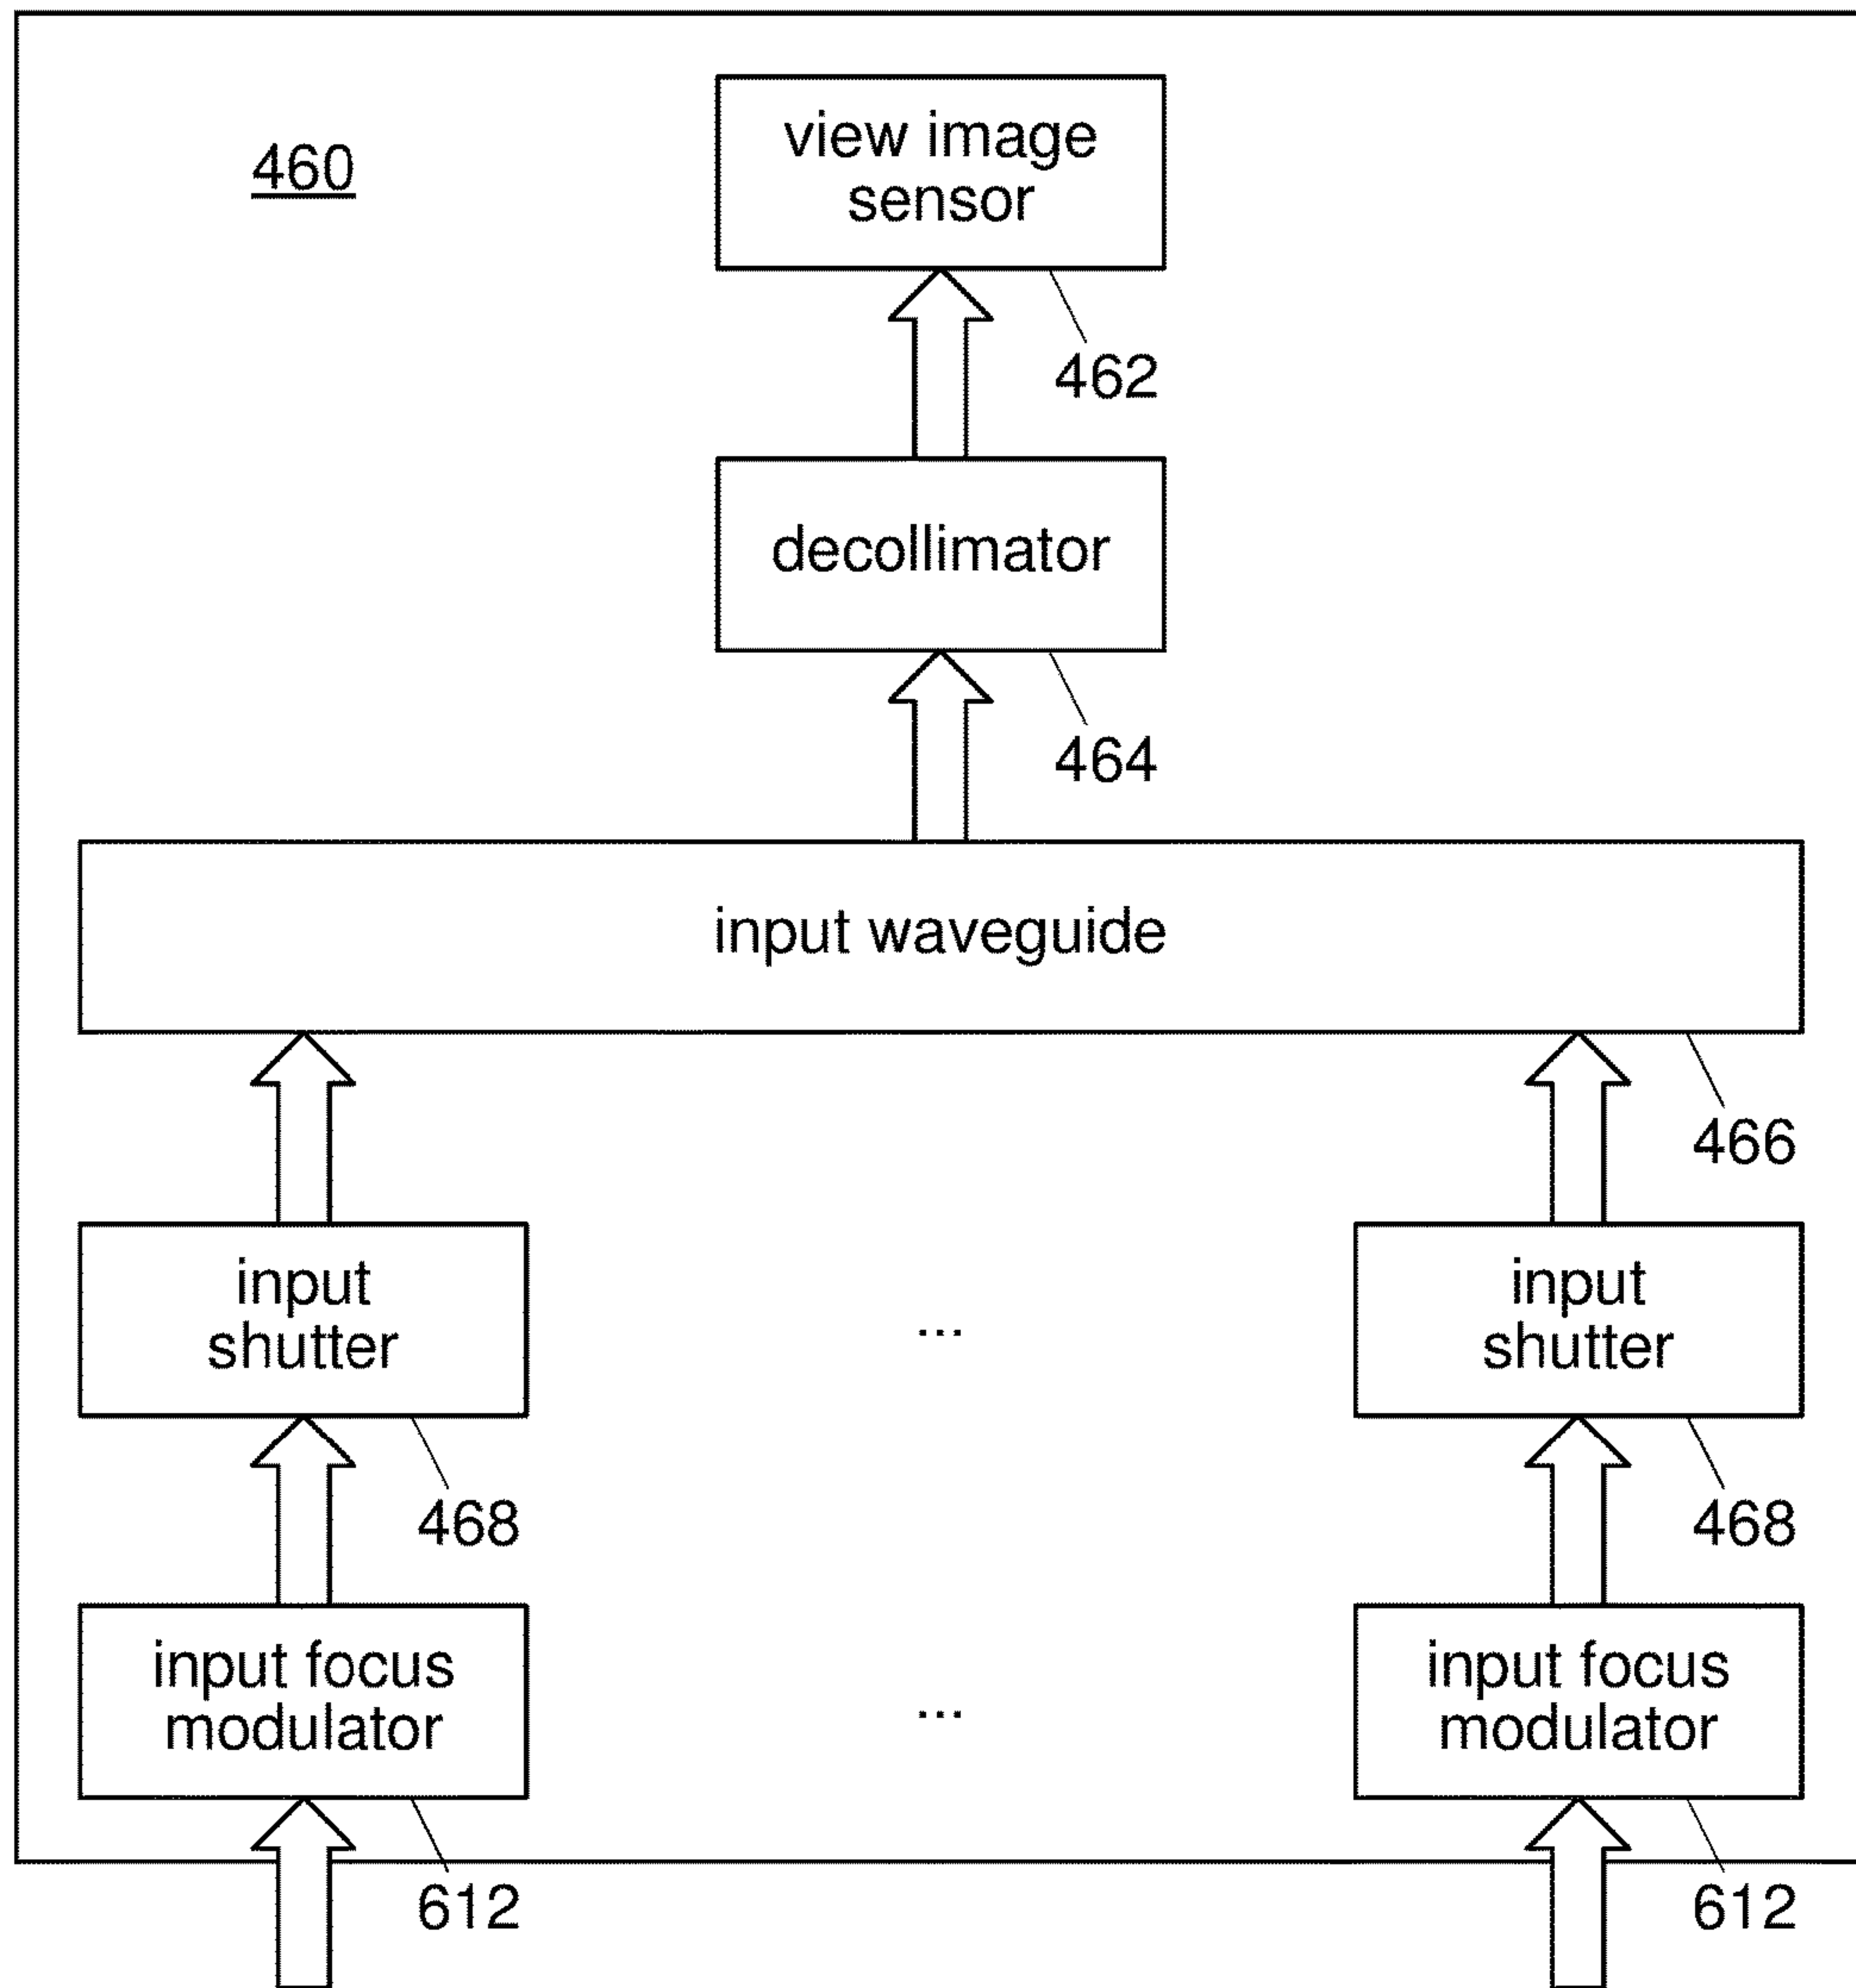 460
view image
sensor
462
decollimator
464
input waveguide
466
input
shutter
...
input
shutter
468
468
input focus
modulator
...
input focus
modulator
612
612